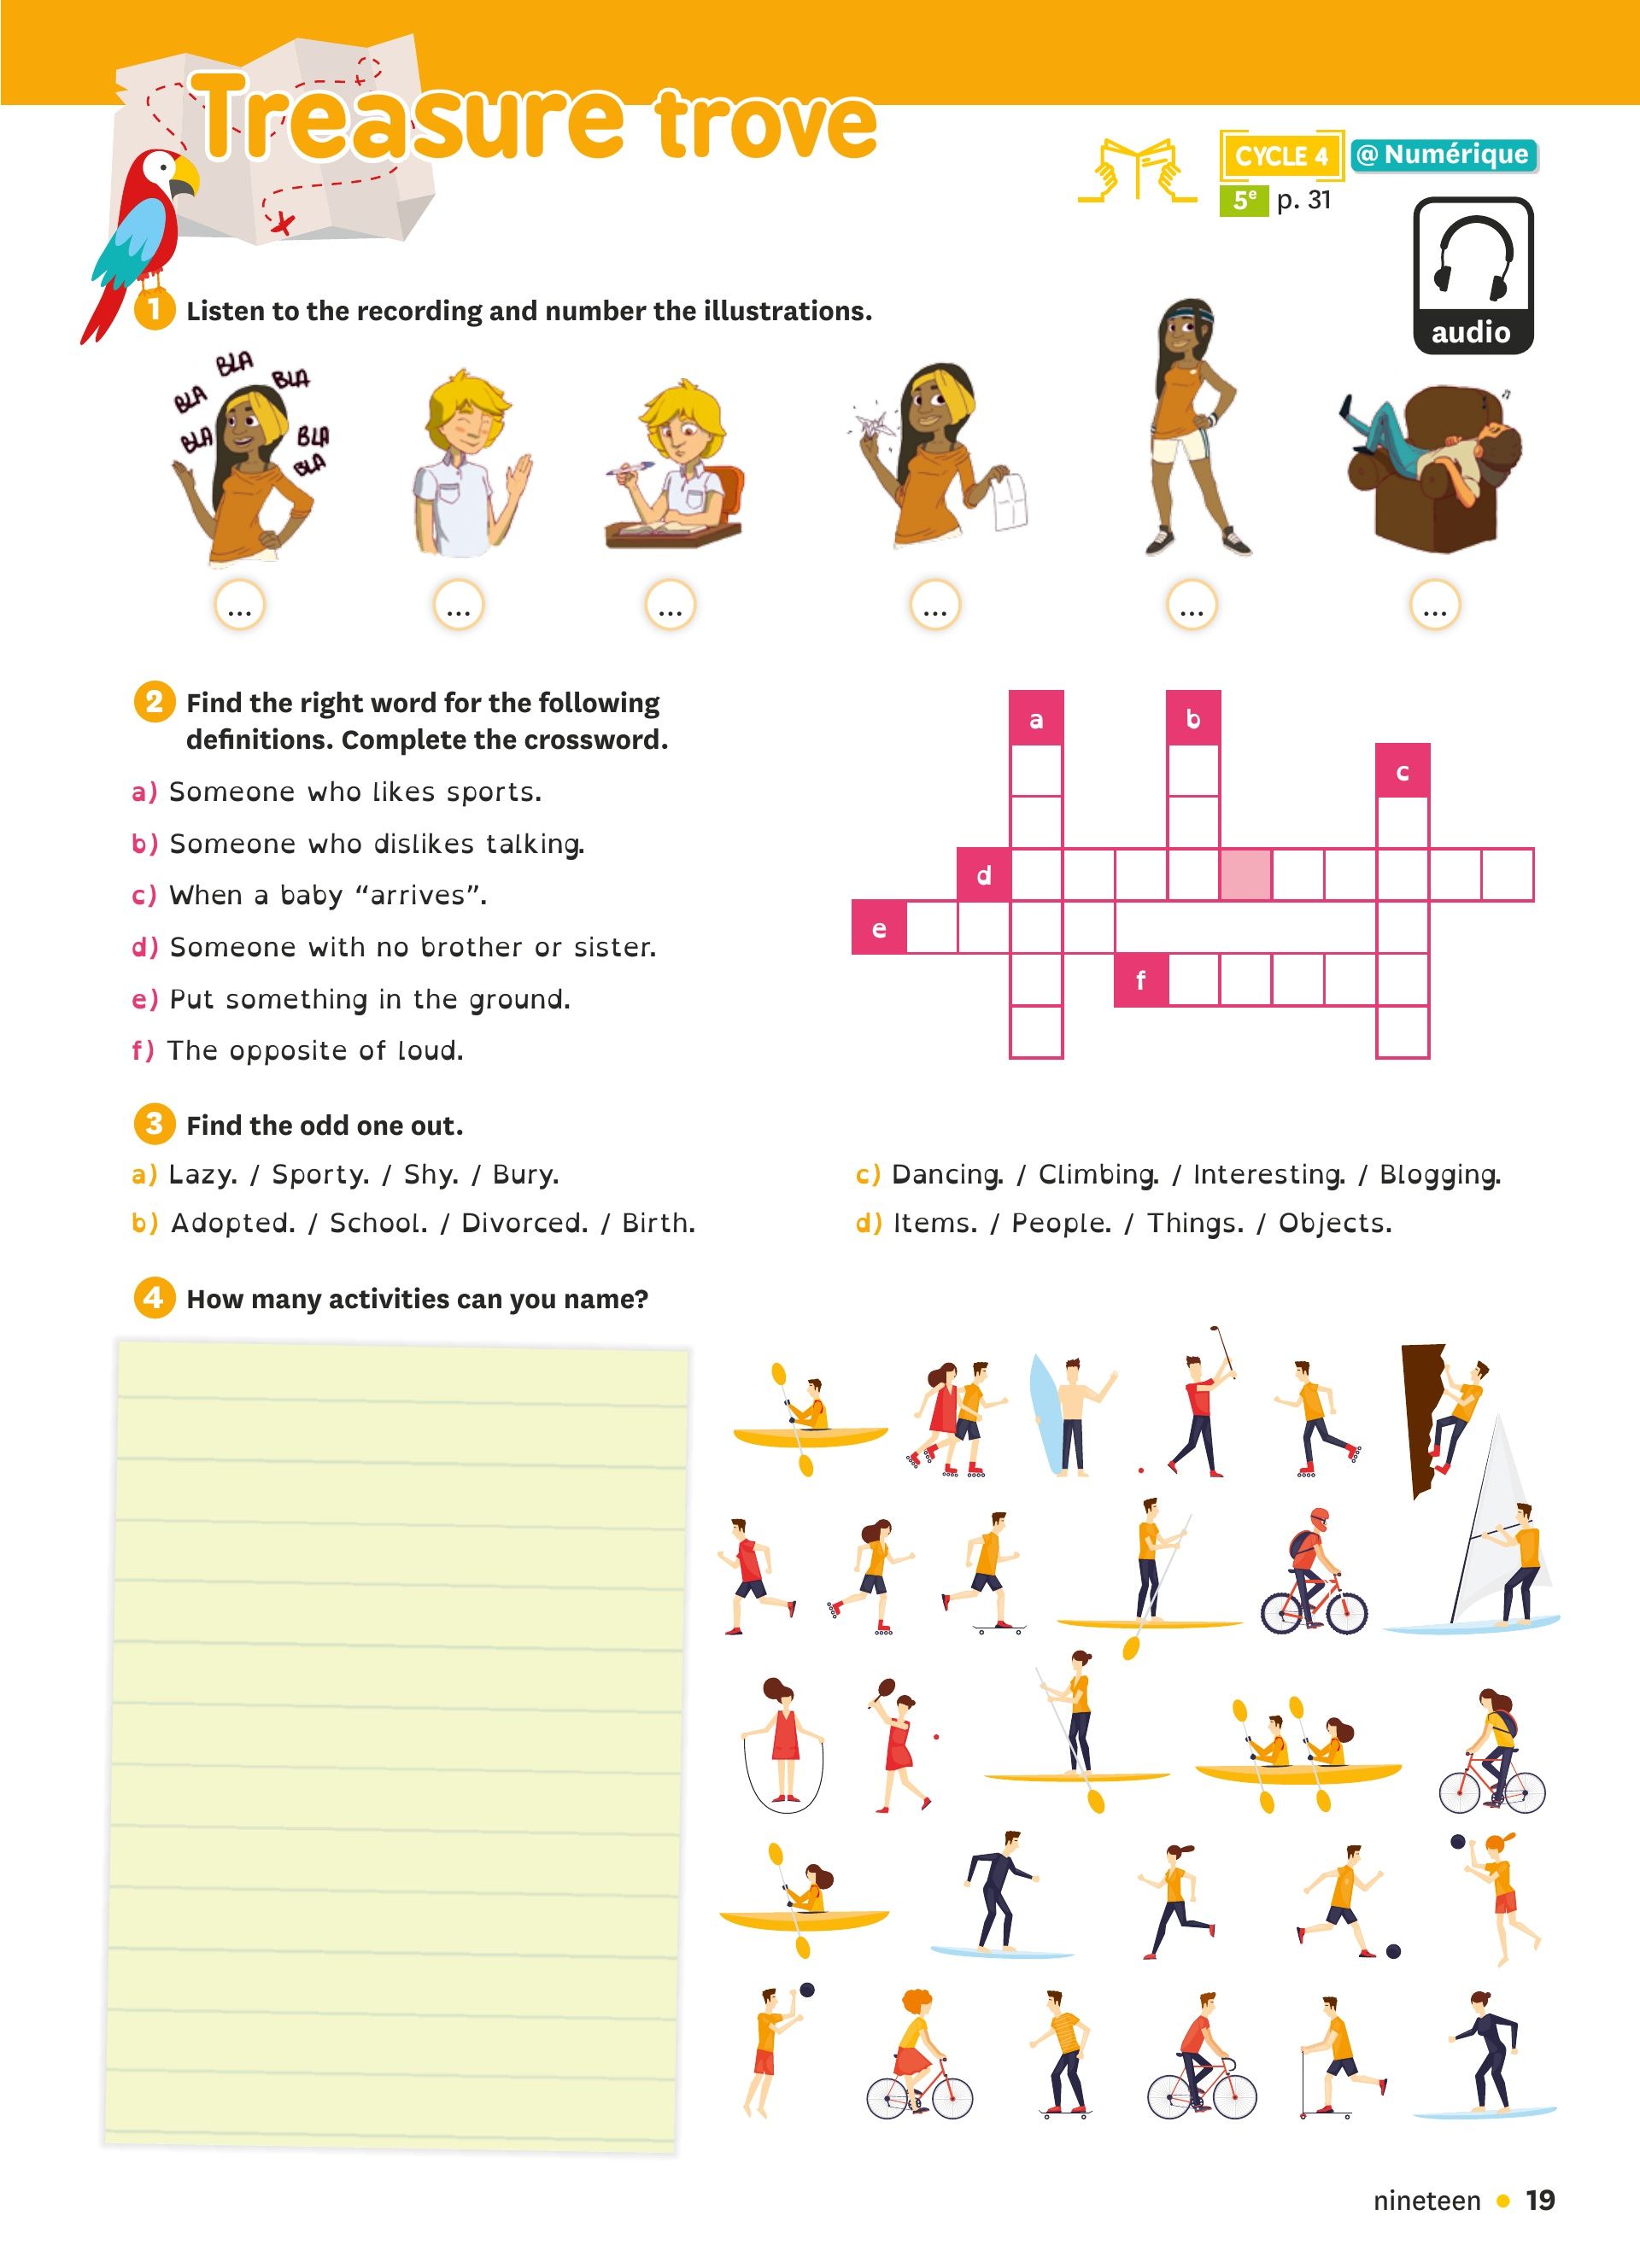 Treasure trove
CYCLE 4
@ Numérique
5e p. 31
audio
1 Listen to the recording and number the illustrations.
BLA
BLA
BLA
BLA
BLA
BLA
... ... ... ... ... ...
2 Find the right word for the following
definitions. Complete the crossword.
a) Someone who likes sports.
b) Someone who dislikes talking.
c) When a baby “arrives”.
d) Someone with no brother or sister.
e) Put something in the ground.
f) The opposite of loud.
a
b
c
d
e
f
3 Find the odd one out.
a) Lazy. / Sporty. / Shy. / Bury.
b) Adopted. / School. / Divorced. / Birth.
c) Dancing. / Climbing. / Interesting. / Blogging.
d) Items. / People. / Things. / Objects.
4 How many activities can you name?
nineteen • 19